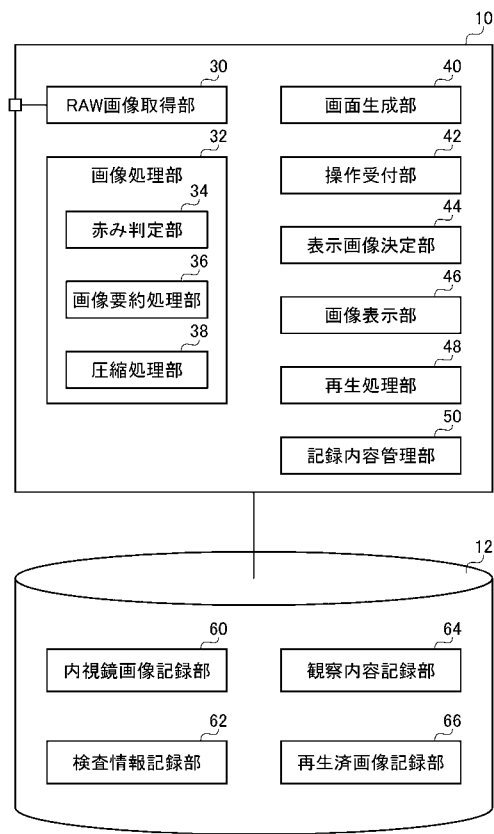 10
30
RAW画像取得部
32
画像処理部
34
赤み判定部
36
画像要約処理部
38
圧縮処理部
40
画面生成部
42
操作受付部
44
表示画像決定部
46
画像表示部
48
再生処理部
50
記録内容管理部
12
60
内視鏡画像記録部
62
検査情報記録部
64
観察内容記録部
66
再生済画像記録部